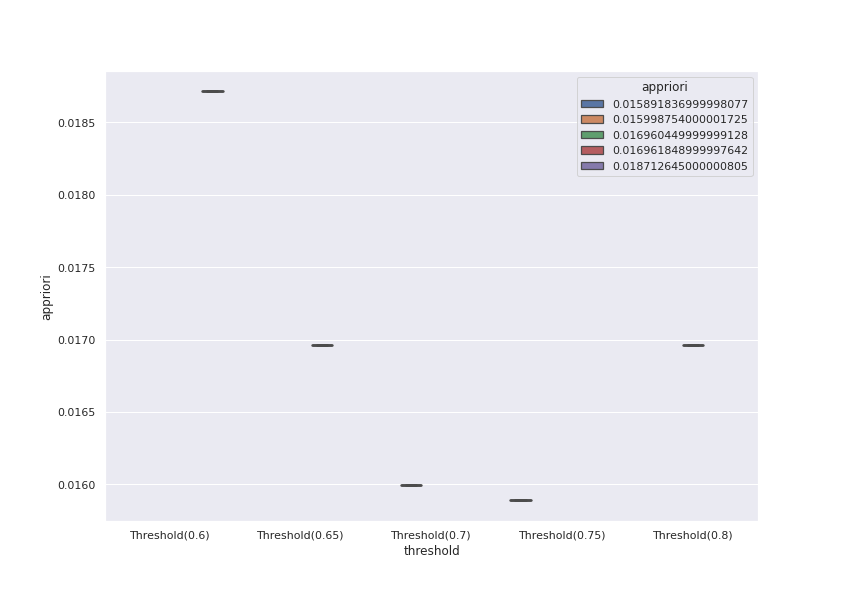 appriori
0.015891836999998077
0.015998754000001725
0.016960449999999128
0.016961848999997642
0.018712645000000805
0.0185
0.0180
0.0175
0.0170
0.0165
0.0160
appriori
Threshold(0.6) Threshold(0.65) Threshold(0.7) Threshold(0.75) Threshold(0.8)
threshold